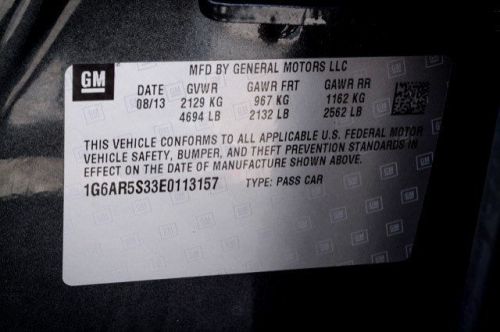 GM
MFD BY GENERAL MOTORS LLC
DATE GVWR GAWR FRT GAWR RR
08/13 2129 KG 967 KG 1162 KG
4694 LB 2132 LB 2562 LB
THIS VEHICLE CONFORMS TO ALL APPLICABLE U.S. FEDERAL MOTOR
VEHICLE SAFETY, BUMPER, AND THEFT PREVENTION STANDARDS IN
EFFECT ON THE DATE OF MANUFACTURE SHOWN ABOVE.
1G6AR5S33E0113157 TYPE: PASS CAR